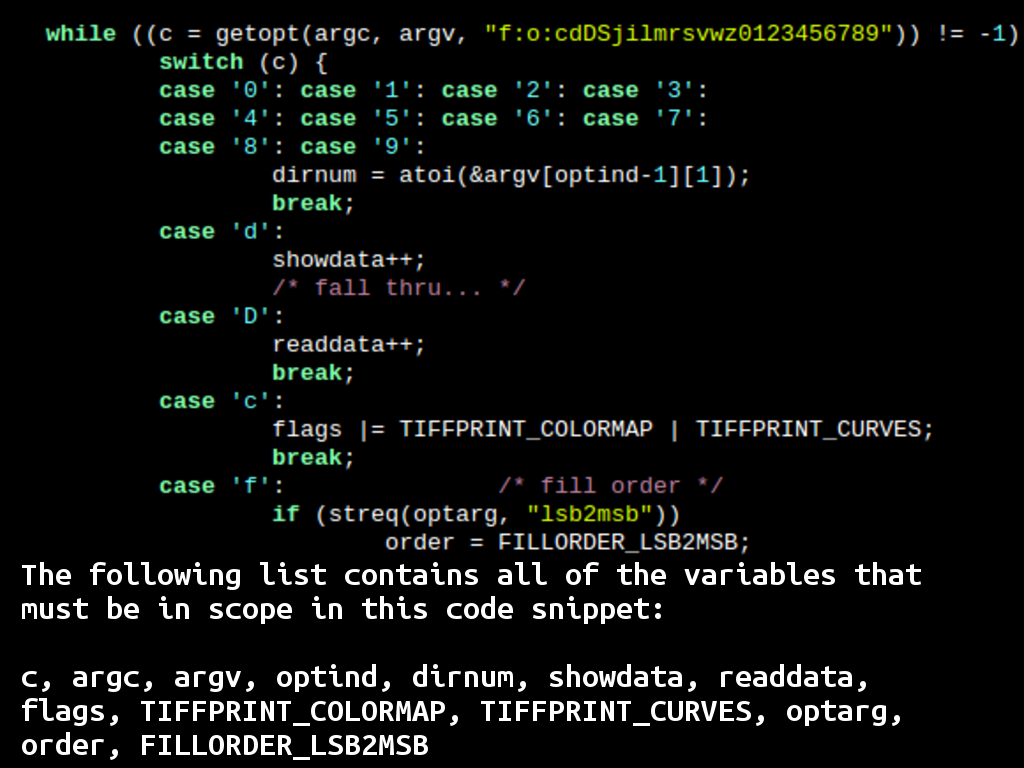 while ((c = getopt(argc, argv, "f:o:cdDSjilmrsvwz0123456789")) != -1)
switch (c) {
case '0': case '1': case '2': case '3':
case '4': case '5': case '6': case '7':
case '8': case '9':
dirnum = atoi(&argv[optind-1][1]);
break;
case 'd':
showdata++;
/* fall thru... */
case 'D':
readdata++;
break;
case 'c':
flags |= TIFFPRINT_COLORMAP | TIFFPRINT_CURVES;
break;
case 'f': /* fill order */
if (streq(optarg, "lsb2msb"))
order = FILLORDER_LSB2MSB;
The following list contains all of the variables that
must be in scope in this code snippet:
c, argc, argv, optind, dirnum, showdata, readdata,
flags, TIFFPRINT_COLORMAP, TIFFPRINT_CURVES, optarg,
order, FILLORDER_LSB2MSB